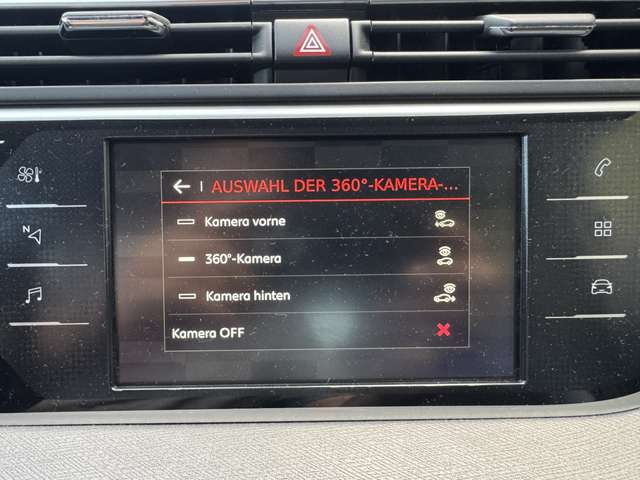 AUSWAHL DER 360°-KAMERA-...
Kamera vorne
N
360°-Kamera
Kamera hinten
Kamera OFF